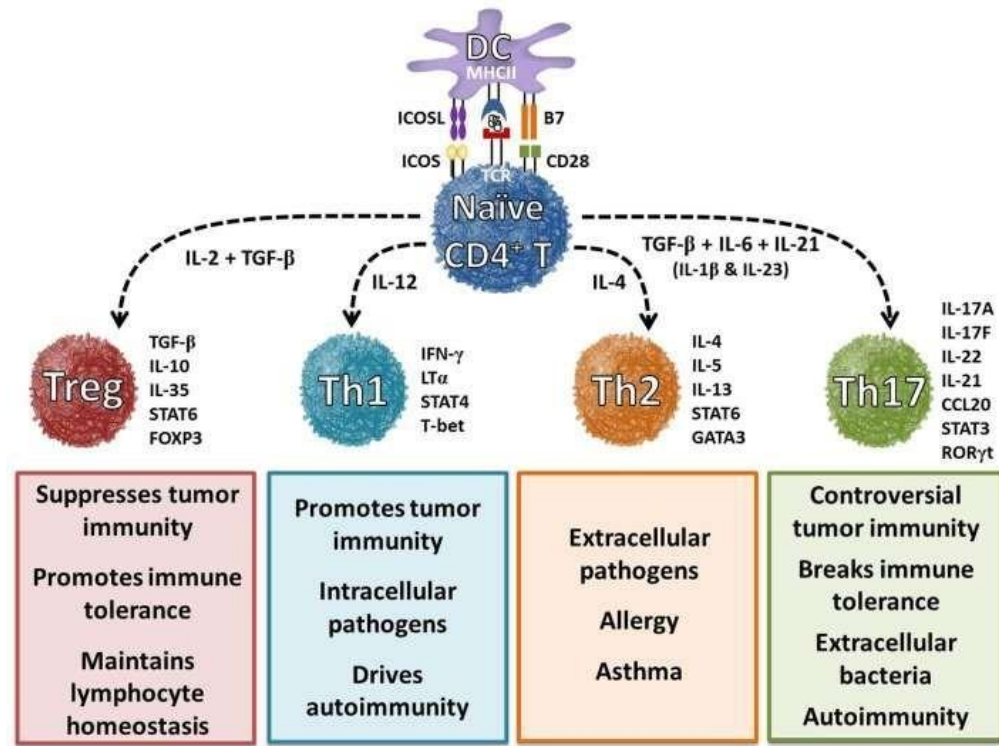 DC
MHCII
ICOSL
B7
ICOS
CD28
TCR
Naïve
CD4⁺ T
IL-2 + TGF-β
IL-12
IL-4
TGF-β + IL-6 + IL-21
(IL-1β & IL-23)
Treg
TGF-β
IL-10
IL-35
STAT6
FOXP3
Th1
IFN-γ
LTα
STAT4
T-bet
Th2
IL-4
IL-5
IL-13
STAT6
GATA3
Th17
IL-17A
IL-17F
IL-22
IL-21
CCL20
STAT3
RORγt
Suppresses tumor
immunity
Promotes immune
tolerance
Maintains
lymphocyte
homeostasis
Promotes tumor
immunity
Intracellular
pathogens
Drives
autoimmunity
Extracellular
pathogens
Allergy
Asthma
Controversial
tumor immunity
Breaks immune
tolerance
Extracellular
bacteria
Autoimmunity